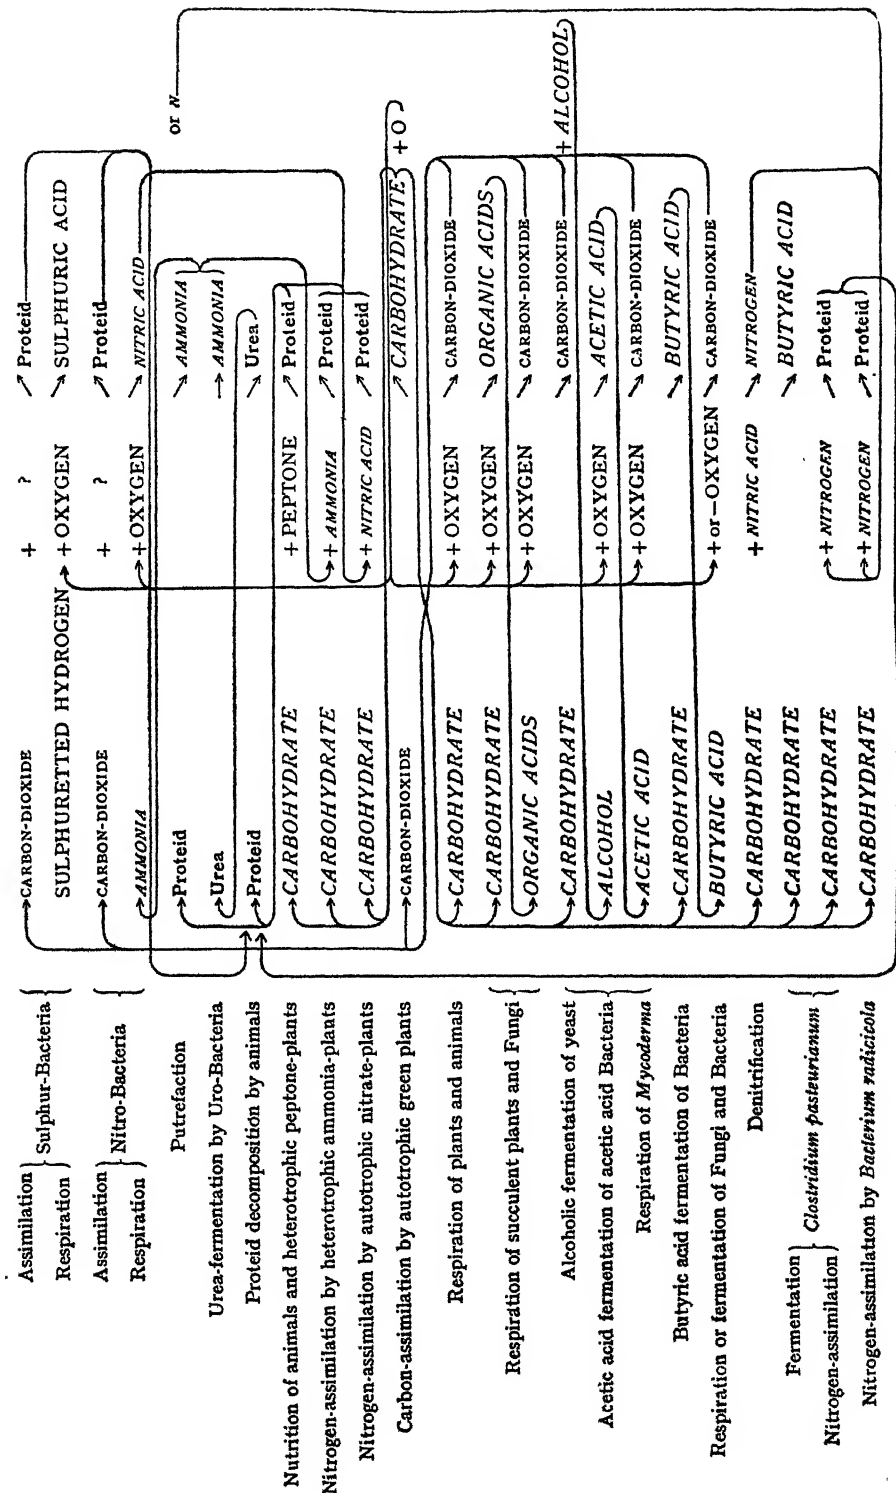 or N
Assimilation } Sulphur-Bacteria { CARBON-DIOXIDE + ? Proteid
Respiration SULPHURETTED HYDROGEN + OXYGEN SULPHURIC ACID
Assimilation } Nitro-Bacteria { CARBON-DIOXIDE + ? Proteid
Respiration AMMONIA + OXYGEN NITRIC ACID
Putrefaction Proteid AMMONIA
Urea-fermentation by Uro-Bacteria Urea AMMONIA
Proteid decomposition by animals Proteid Urea
Nutrition of animals and heterotrophic peptone-plants CARBOHYDRATE + PEPTONE Proteid
Nitrogen-assimilation by heterotrophic ammonia-plants CARBOHYDRATE + AMMONIA Proteid
Nitrogen-assimilation by autotrophic nitrate-plants CARBOHYDRATE + NITRIC ACID Proteid
Carbon-assimilation by autotrophic green plants CARBON-DIOXIDE CARBOHYDRATE + O
Respiration of plants and animals CARBOHYDRATE + OXYGEN CARBON-DIOXIDE
Respiration of succulent plants and Fungi { CARBOHYDRATE + OXYGEN ORGANIC ACIDS
ORGANIC ACIDS + OXYGEN CARBON-DIOXIDE
Alcoholic fermentation of yeast CARBOHYDRATE CARBON-DIOXIDE + ALCOHOL
Acetic acid fermentation of acetic acid Bacteria { ALCOHOL + OXYGEN ACETIC ACID
Respiration of Mycoderma ACETIC ACID + OXYGEN CARBON-DIOXIDE
Butyric acid fermentation of Bacteria CARBOHYDRATE BUTYRIC ACID
Respiration or fermentation of Fungi and Bacteria BUTYRIC ACID + or – OXYGEN CARBON-DIOXIDE
Denitrification CARBOHYDRATE + NITRIC ACID NITROGEN
Fermentation } Clostridium pasteurianum { CARBOHYDRATE BUTYRIC ACID
Nitrogen-assimilation CARBOHYDRATE + NITROGEN Proteid
Nitrogen-assimilation by Bacterium radicicola CARBOHYDRATE + NITROGEN Proteid